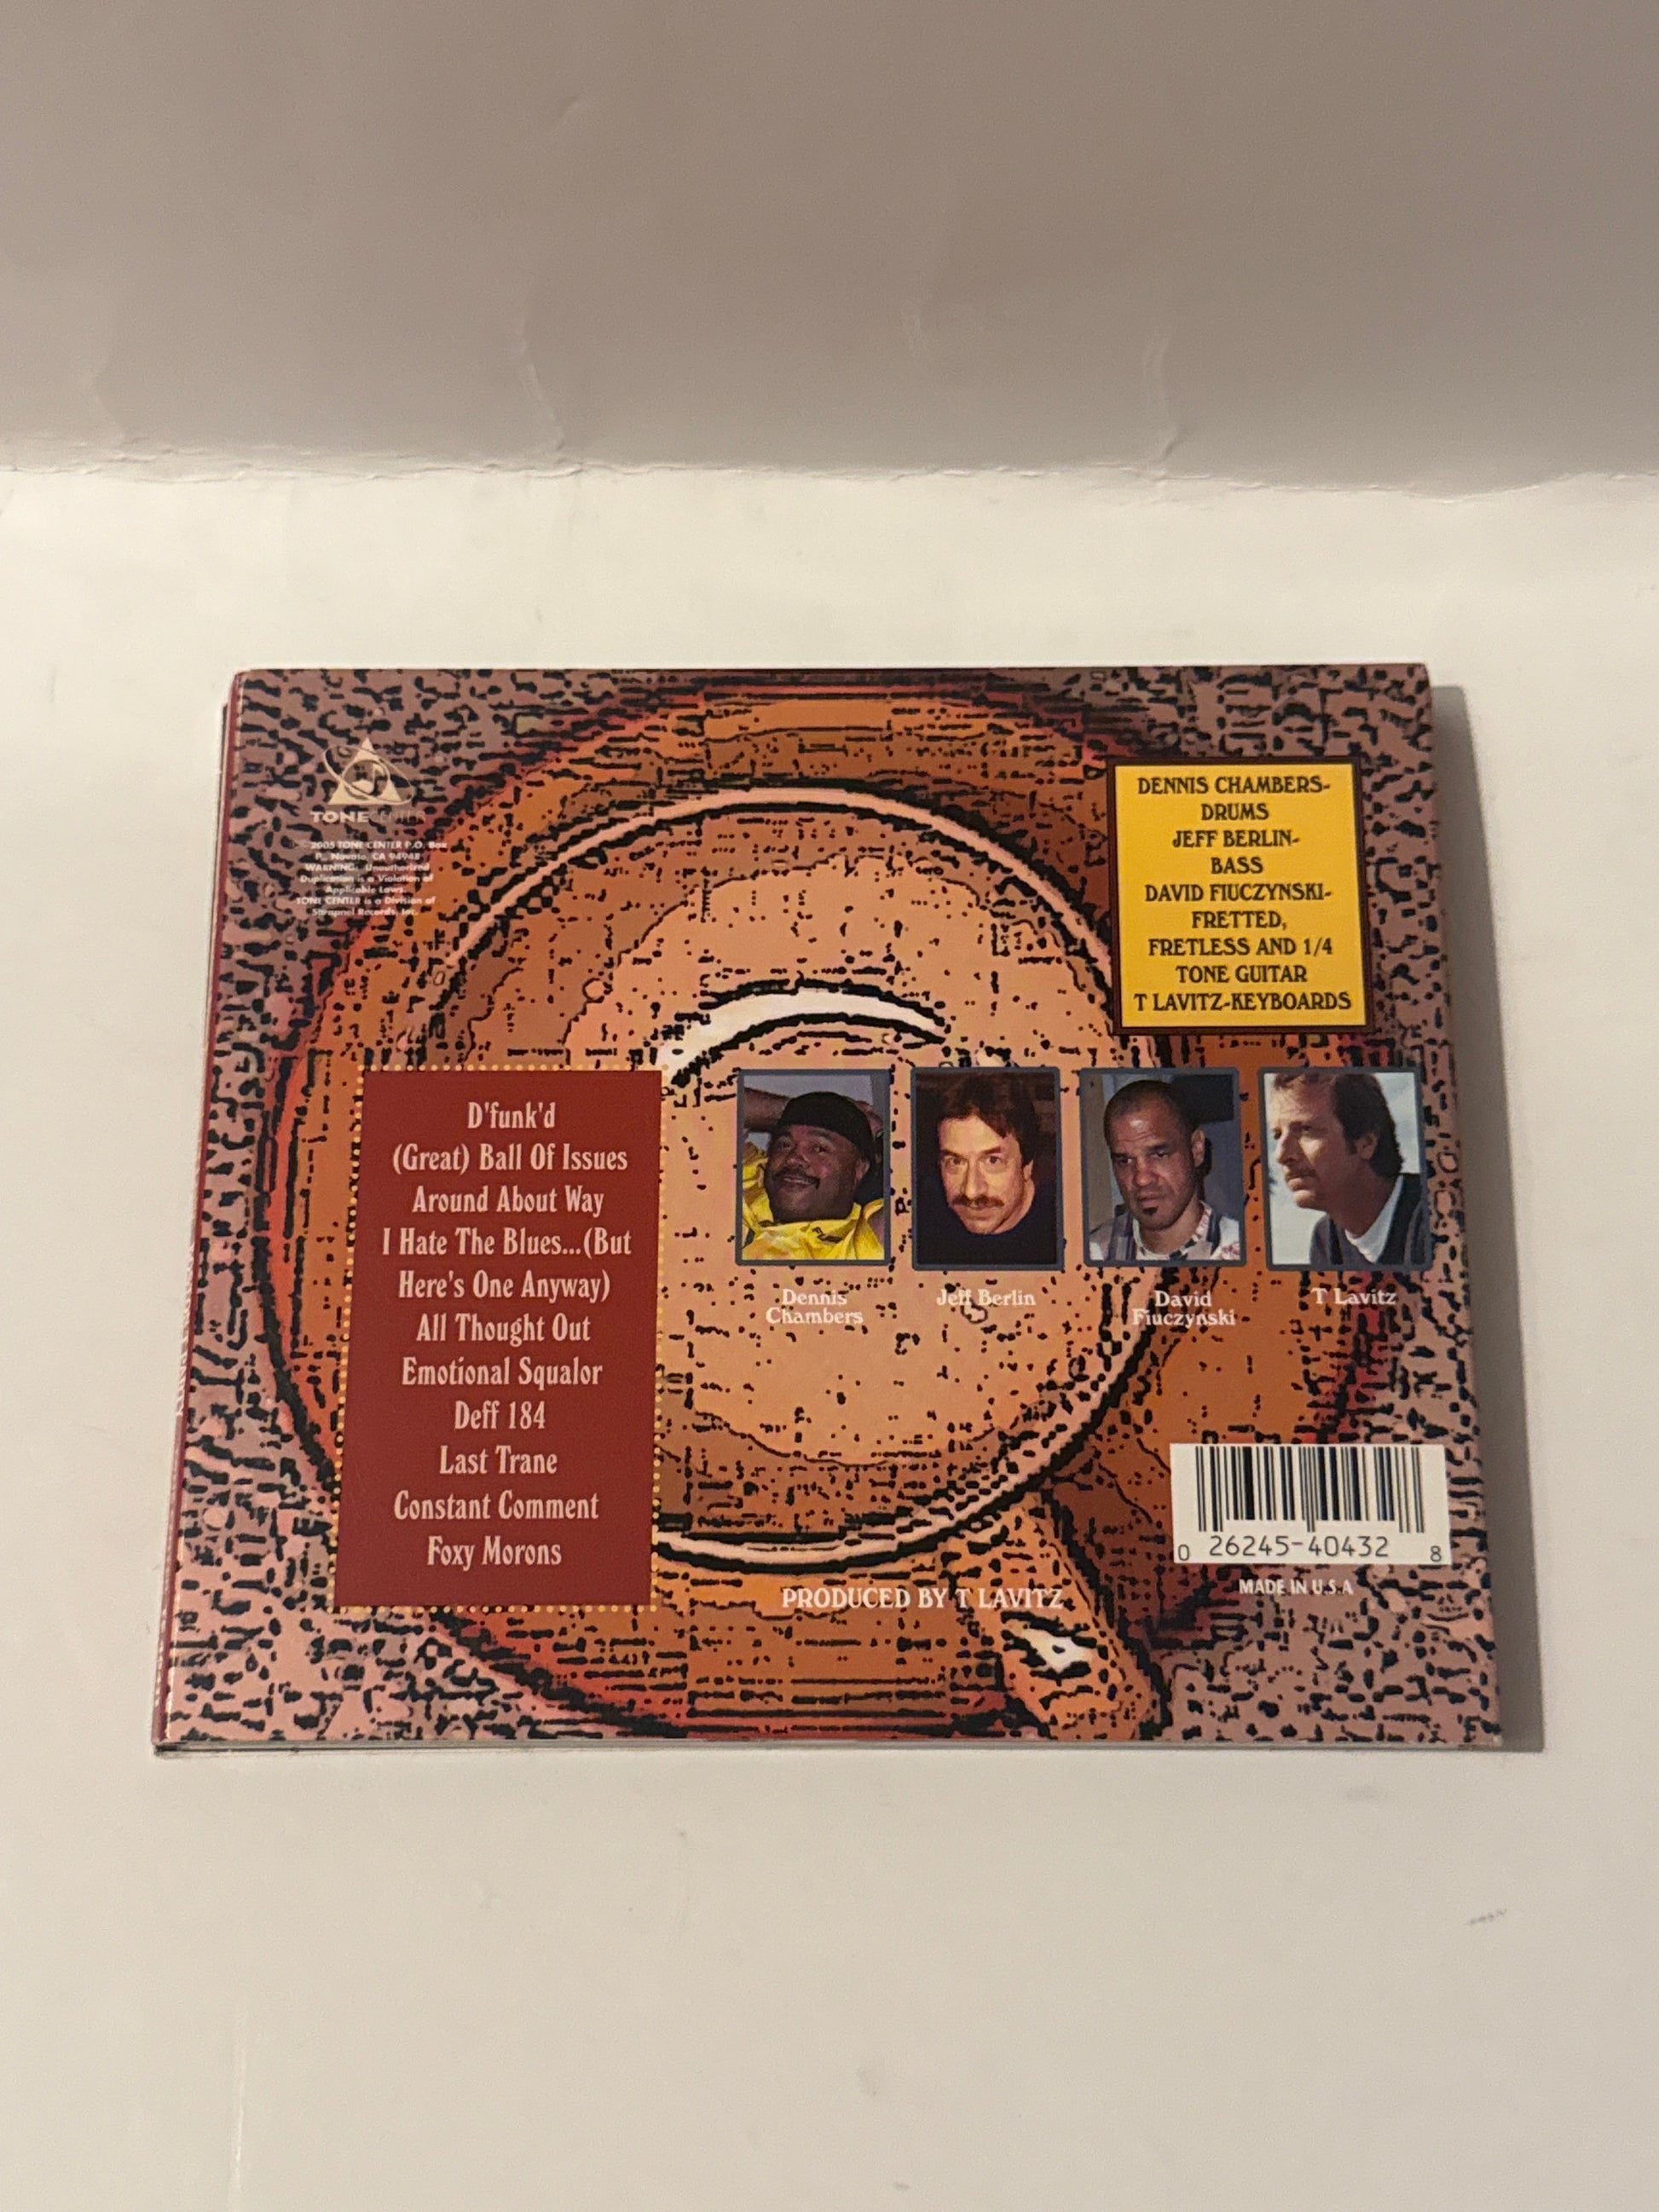 TONE CENTER
2005 TONE CENTER P.O. Box
P., Novato, CA 94948
WARNING: Unauthorized
Duplication is a Violation of
Applicable Laws.
TONE CENTER is a Division of
Shrapnel Records, Inc.
DENNIS CHAMBERS-
DRUMS
JEFF BERLIN-
BASS
DAVID FIUCZYNSKI-
FRETTED,
FRETLESS AND 1/4
TONE GUITAR
T LAVITZ-KEYBOARDS
D'funk'd
(Great) Ball Of Issues
Around About Way
I Hate The Blues...(But
Here's One Anyway)
All Thought Out
Emotional Squalor
Deff 184
Last Trane
Constant Comment
Foxy Morons
Dennis
Chambers
Jeff Berlin
David
Fiuczynski
T Lavitz
0 26245-40432 8
MADE IN U.S.A
PRODUCED BY T LAVITZ